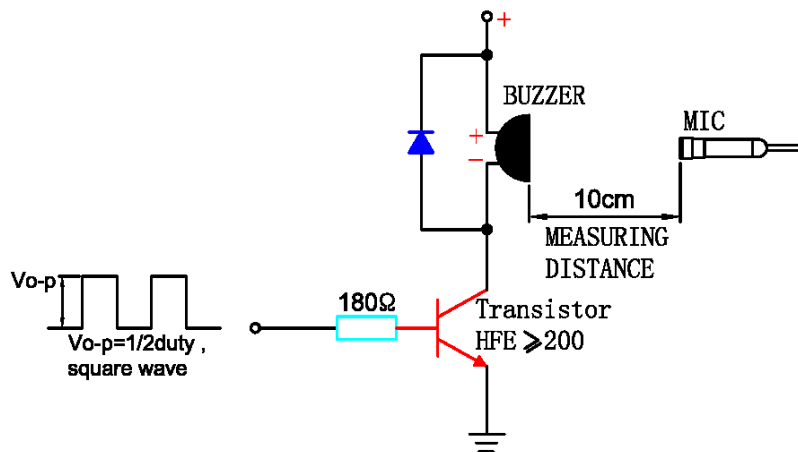 +
BUZZER
+
−
MIC
10cm
MEASURING
DISTANCE
Vo-p
Vo-p=1/2duty ,
square wave
180Ω
Transistor
HFE ⩾200